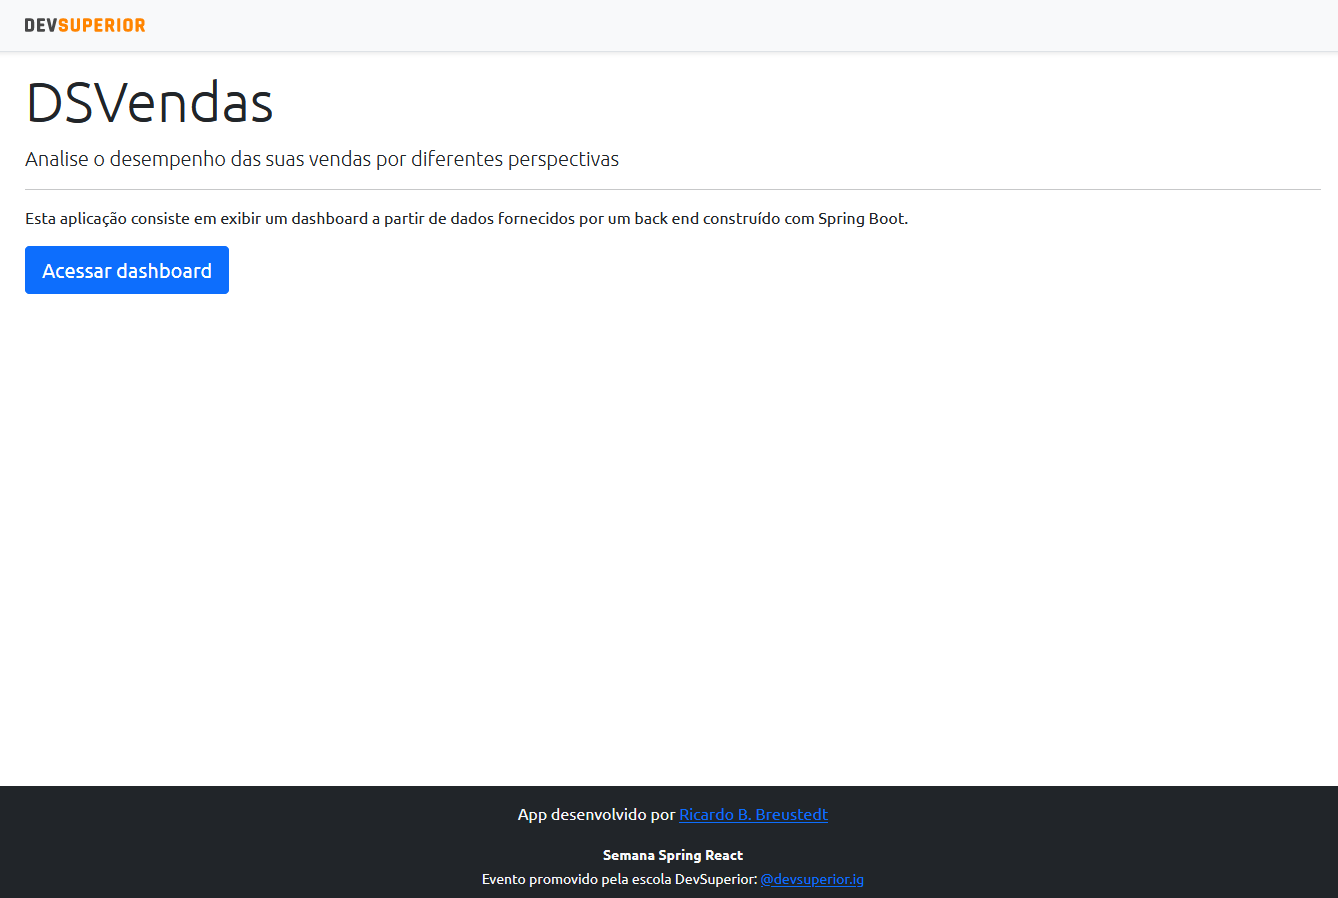 DEVSUPERIOR
DSVendas
Analise o desempenho das suas vendas por diferentes perspectivas
Esta aplicação consiste em exibir um dashboard a partir de dados fornecidos por um back end construído com Spring Boot.
Acessar dashboard
App desenvolvido por Ricardo B. Breustedt
Semana Spring React
Evento promovido pela escola DevSuperior: @devsuperior.ig